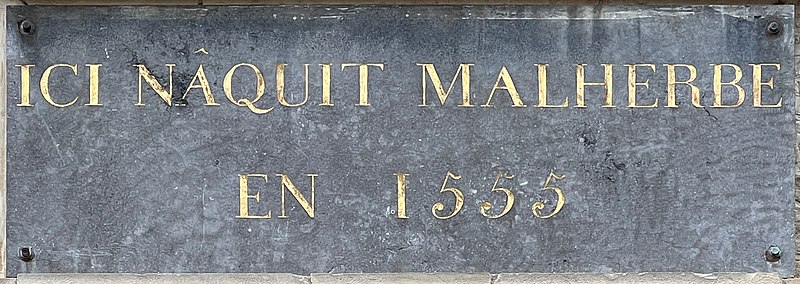 ICI NÂQUIT MALHERBE
EN 1555